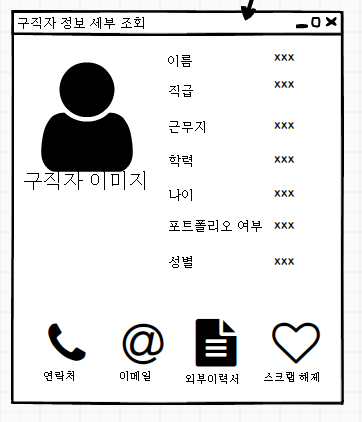 구직자 정보 세부 조회
이름 xxx
직급 xxx
근무지 xxx
학력 xxx
구직자 이미지
나이 xxx
포트폴리오 여부 xxx
성별 xxx
연락처 이메일 외부이력서 스크랩 해제